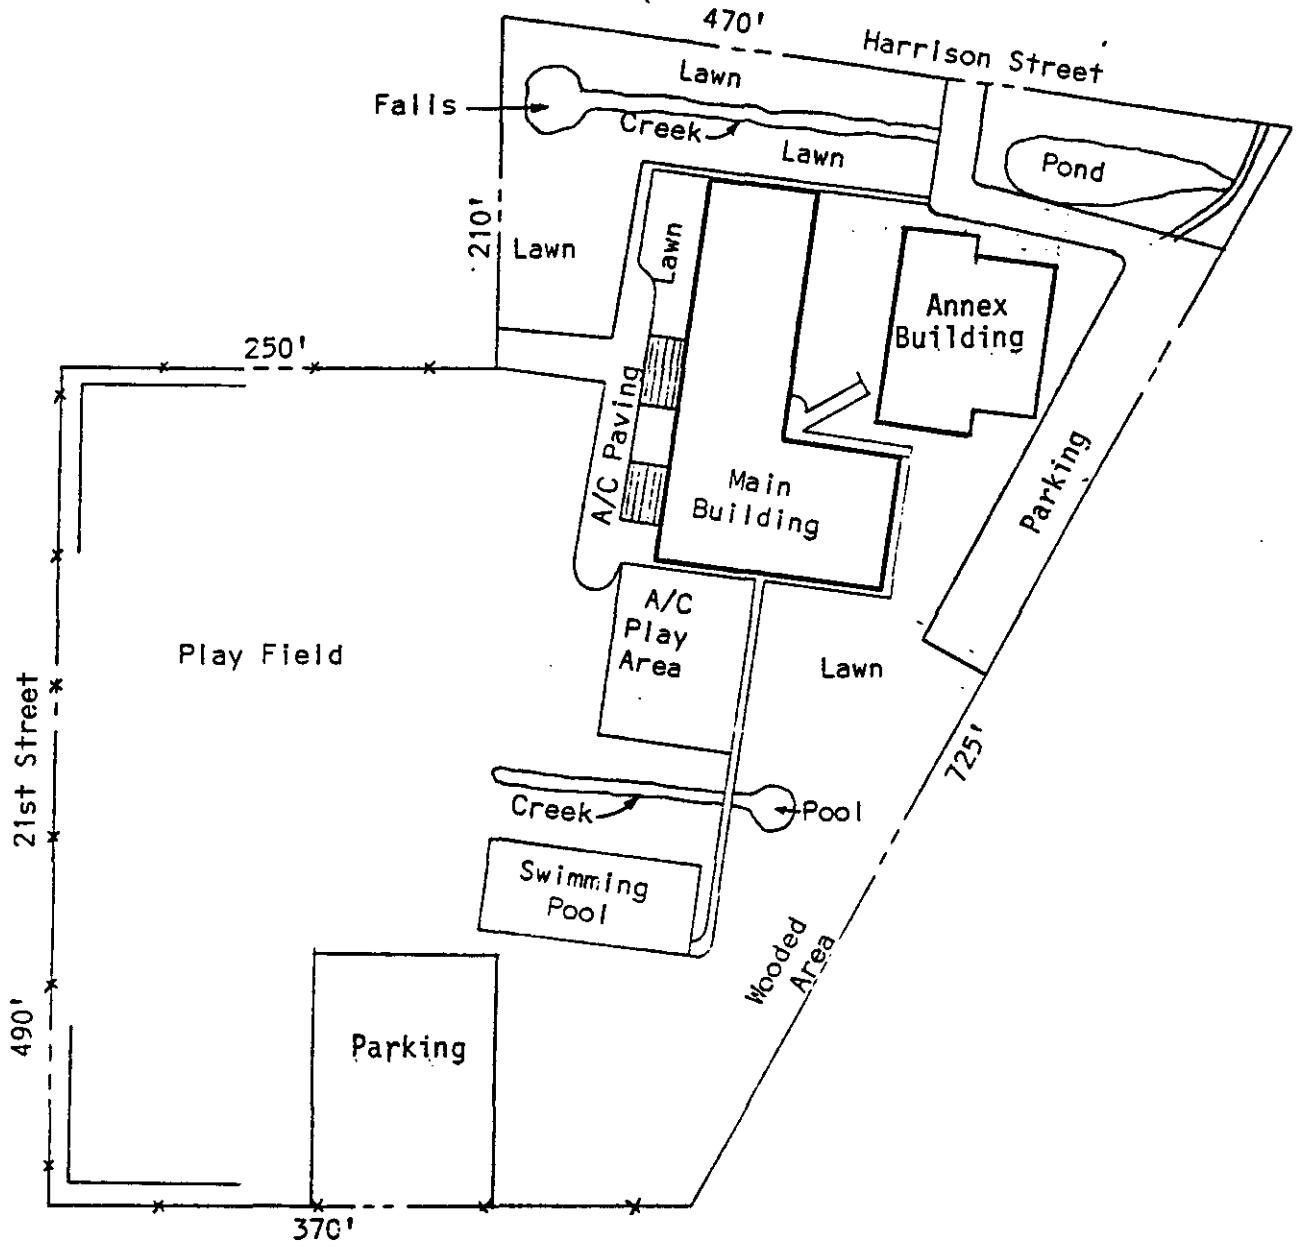 470'
Harrison Street
Lawn
Falls
Creek
Lawn
Pond
210'
Lawn
Lawn
Annex
Building
250'
A/C Paving
Parking
Main
Building
A/C
Play
Area
Play Field
Lawn
21st Street
725'
Creek
Pool
Swimming
Pool
Wooded
Area
490'
Parking
370'